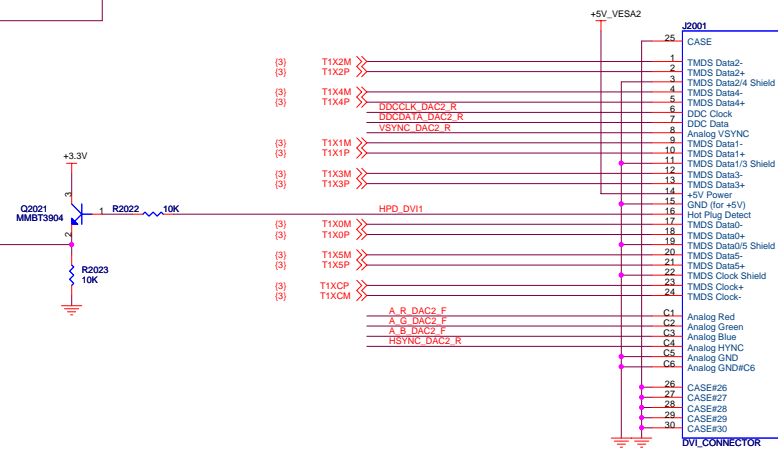 +5V_VESA2
J2001
25 CASE
{3} T1X2M 1 TMDS Data2-
{3} T1X2P 2 TMDS Data2+
3 TMDS Data2/4 Shield
{3} T1X4M 4 TMDS Data4-
{3} T1X4P 5 TMDS Data4+
DDCCLK_DAC2_R 6 DDC Clock
DDCDATA_DAC2_R 7 DDC Data
VSYNC_DAC2_R 8 Analog VSYNC
{3} T1X1M 9 TMDS Data1-
{3} T1X1P 10 TMDS Data1+
11 TMDS Data1/3 Shield
{3} T1X3M 12 TMDS Data3-
{3} T1X3P 13 TMDS Data3+
14 +5V Power
15 GND (for +5V)
HPD_DVI1 16 Hot Plug Detect
{3} T1X0M 17 TMDS Data0-
{3} T1X0P 18 TMDS Data0+
19 TMDS Data0/5 Shield
{3} T1X5M 20 TMDS Data5-
{3} T1X5P 21 TMDS Data5+
22 TMDS Clock Shield
{3} T1XCP 23 TMDS Clock+
{3} T1XCM 24 TMDS Clock-
A_R_DAC2_F C1 Analog Red
A_G_DAC2_F C2 Analog Green
A_B_DAC2_F C3 Analog Blue
HSYNC_DAC2_R C4 Analog HYNC
C5 Analog GND
C6 Analog GND#C6
26 CASE#26
27 CASE#27
28 CASE#28
29 CASE#29
30 CASE#30
DVI_CONNECTOR
+3.3V
3
Q2021
MMBT3904
1 R2022 10K
2
R2023
10K